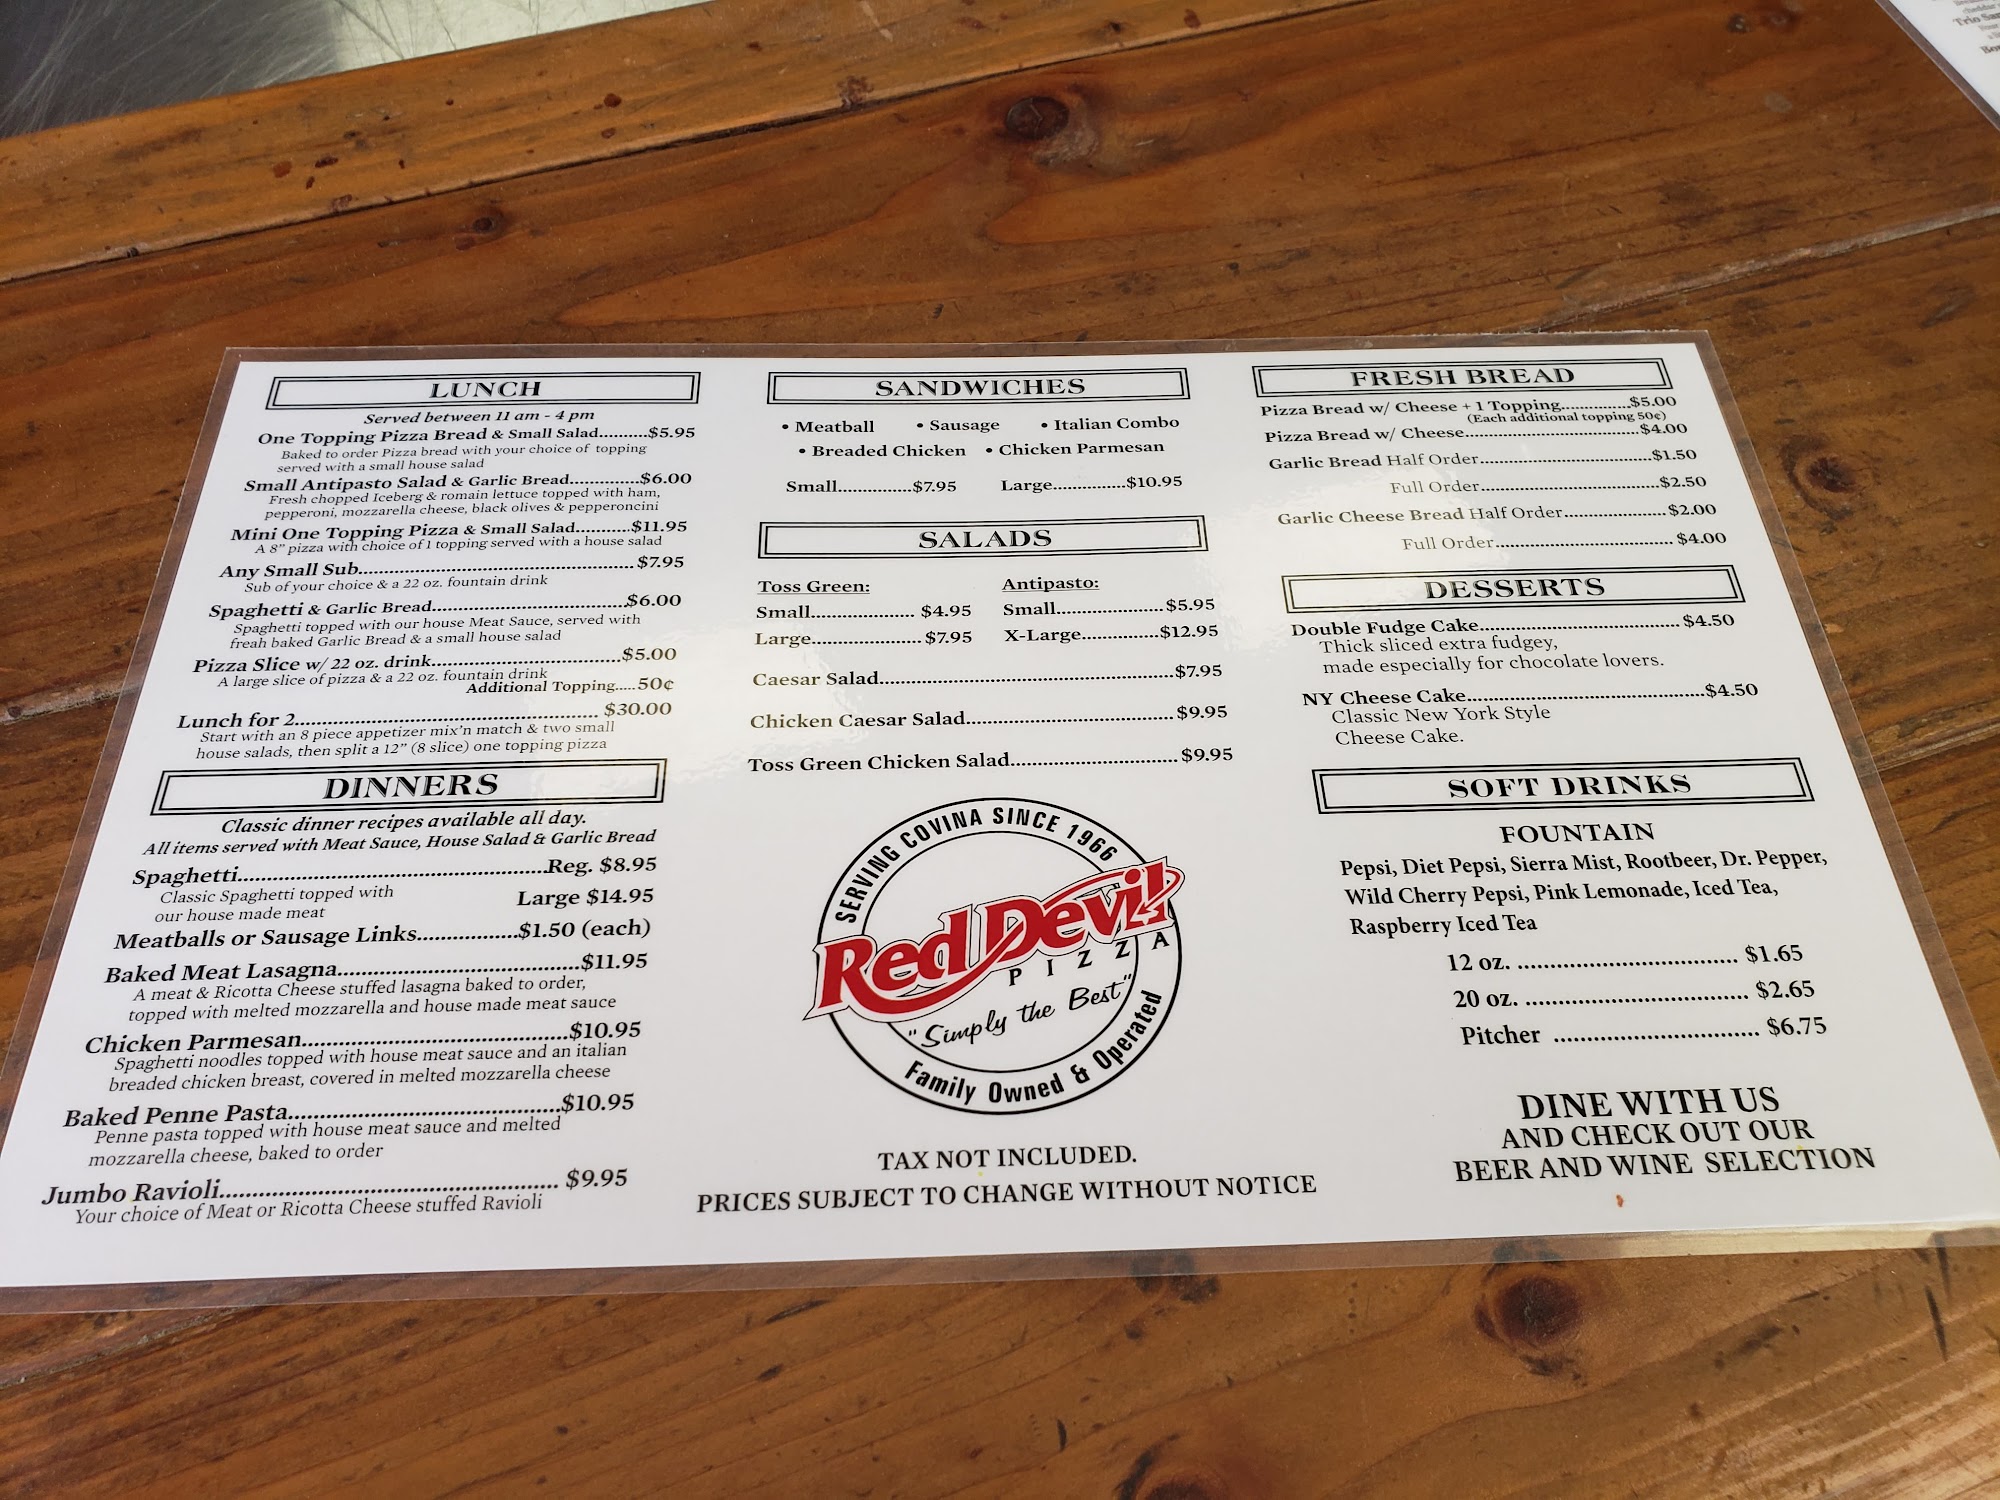 LUNCH
Served between 11 am - 4 pm
One Topping Pizza Bread & Small Salad..........$5.95
Baked to order Pizza bread with your choice of topping
served with a small house salad
Small Antipasto Salad & Garlic Bread............$6.00
Fresh chopped Iceberg & romain lettuce topped with ham,
pepperoni, mozzarella cheese, black olives & pepperoncini
Mini One Topping Pizza & Small Salad...........$11.95
A 8" pizza with choice of 1 topping served with a house salad
Any Small Sub.................................................. $7.95
Sub of your choice & a 22 oz. fountain drink
Spaghetti & Garlic Bread...................................$6.00
Spaghetti topped with our house Meat Sauce, served with
freah baked Garlic Bread & a small house salad
Pizza Slice w/ 22 oz. drink.................................$5.00
A large slice of pizza & a 22 oz. fountain drink
Additional Topping.....50¢
Lunch for 2................................................... $30.00
Start with an 8 piece appetizer mix'n match & two small
house salads, then split a 12" (8 slice) one topping pizza
DINNERS
Classic dinner recipes available all day.
All items served with Meat Sauce, House Salad & Garlic Bread
Spaghetti..................................................Reg. $8.95
Classic Spaghetti topped with
our house made meat
Large $14.95
Meatballs or Sausage Links...............$1.50 (each)
Baked Meat Lasagna.....................................$11.95
A meat & Ricotta Cheese stuffed lasagna baked to order,
topped with melted mozzarella and house made meat sauce
Chicken Parmesan........................................$10.95
Spaghetti noodles topped with house meat sauce and an italian
breaded chicken breast, covered in melted mozzarella cheese
Baked Penne Pasta.......................................$10.95
Penne pasta topped with house meat sauce and melted
mozzarella cheese, baked to order
Jumbo Ravioli................................................ $9.95
Your choice of Meat or Ricotta Cheese stuffed Ravioli
SANDWICHES
• Meatball • Sausage • Italian Combo
• Breaded Chicken • Chicken Parmesan
Small.............$7.95 Large.............$10.95
SALADS
Toss Green: Antipasto:
Small.................. $4.95 Small...................$5.95
Large................... $7.95 X-Large.............$12.95
Caesar Salad..................................................$7.95
Chicken Caesar Salad................................... $9.95
Toss Green Chicken Salad............................. $9.95
SERVING COVINA SINCE 1966
Red Devil
PIZZA
"Simply the Best"
Family Owned & Operated
TAX NOT INCLUDED.
PRICES SUBJECT TO CHANGE WITHOUT NOTICE
FRESH BREAD
Pizza Bread w/ Cheese + 1 Topping..............$5.00
(Each additional topping 50¢)
Pizza Bread w/ Cheese..................................$4.00
Garlic Bread Half Order.................................$1.50
Full Order...................................$2.50
Garlic Cheese Bread Half Order....................$2.00
Full Order................................... $4.00
DESSERTS
Double Fudge Cake...................................... $4.50
Thick sliced extra fudgey,
made especially for chocolate lovers.
NY Cheese Cake.............................................$4.50
Classic New York Style
Cheese Cake.
SOFT DRINKS
FOUNTAIN
Pepsi, Diet Pepsi, Sierra Mist, Rootbeer, Dr. Pepper,
Wild Cherry Pepsi, Pink Lemonade, Iced Tea,
Raspberry Iced Tea
12 oz. ..................................... $1.65
20 oz. ..................................... $2.65
Pitcher .................................. $6.75
DINE WITH US
AND CHECK OUT OUR
BEER AND WINE SELECTION